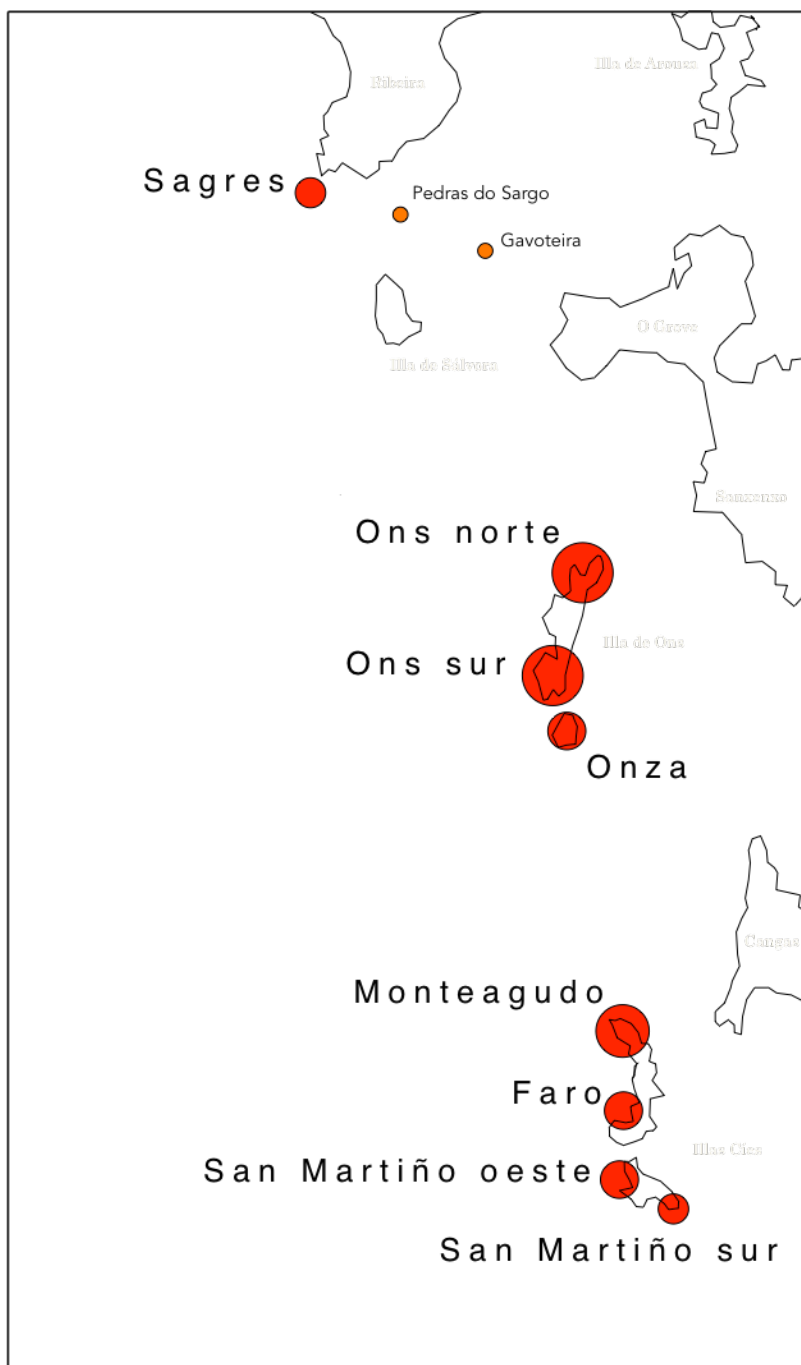 Illa de Arousa
Ribeira
Sagres
Pedras do Sargo
Gavoteira
O Grove
Illa de Sálvora
Sanxenxo
Ons norte
Illa de Ons
Ons sur
Onza
Cangas
Monteagudo
Faro
Illas Cíes
San Martiño oeste
San Martiño sur